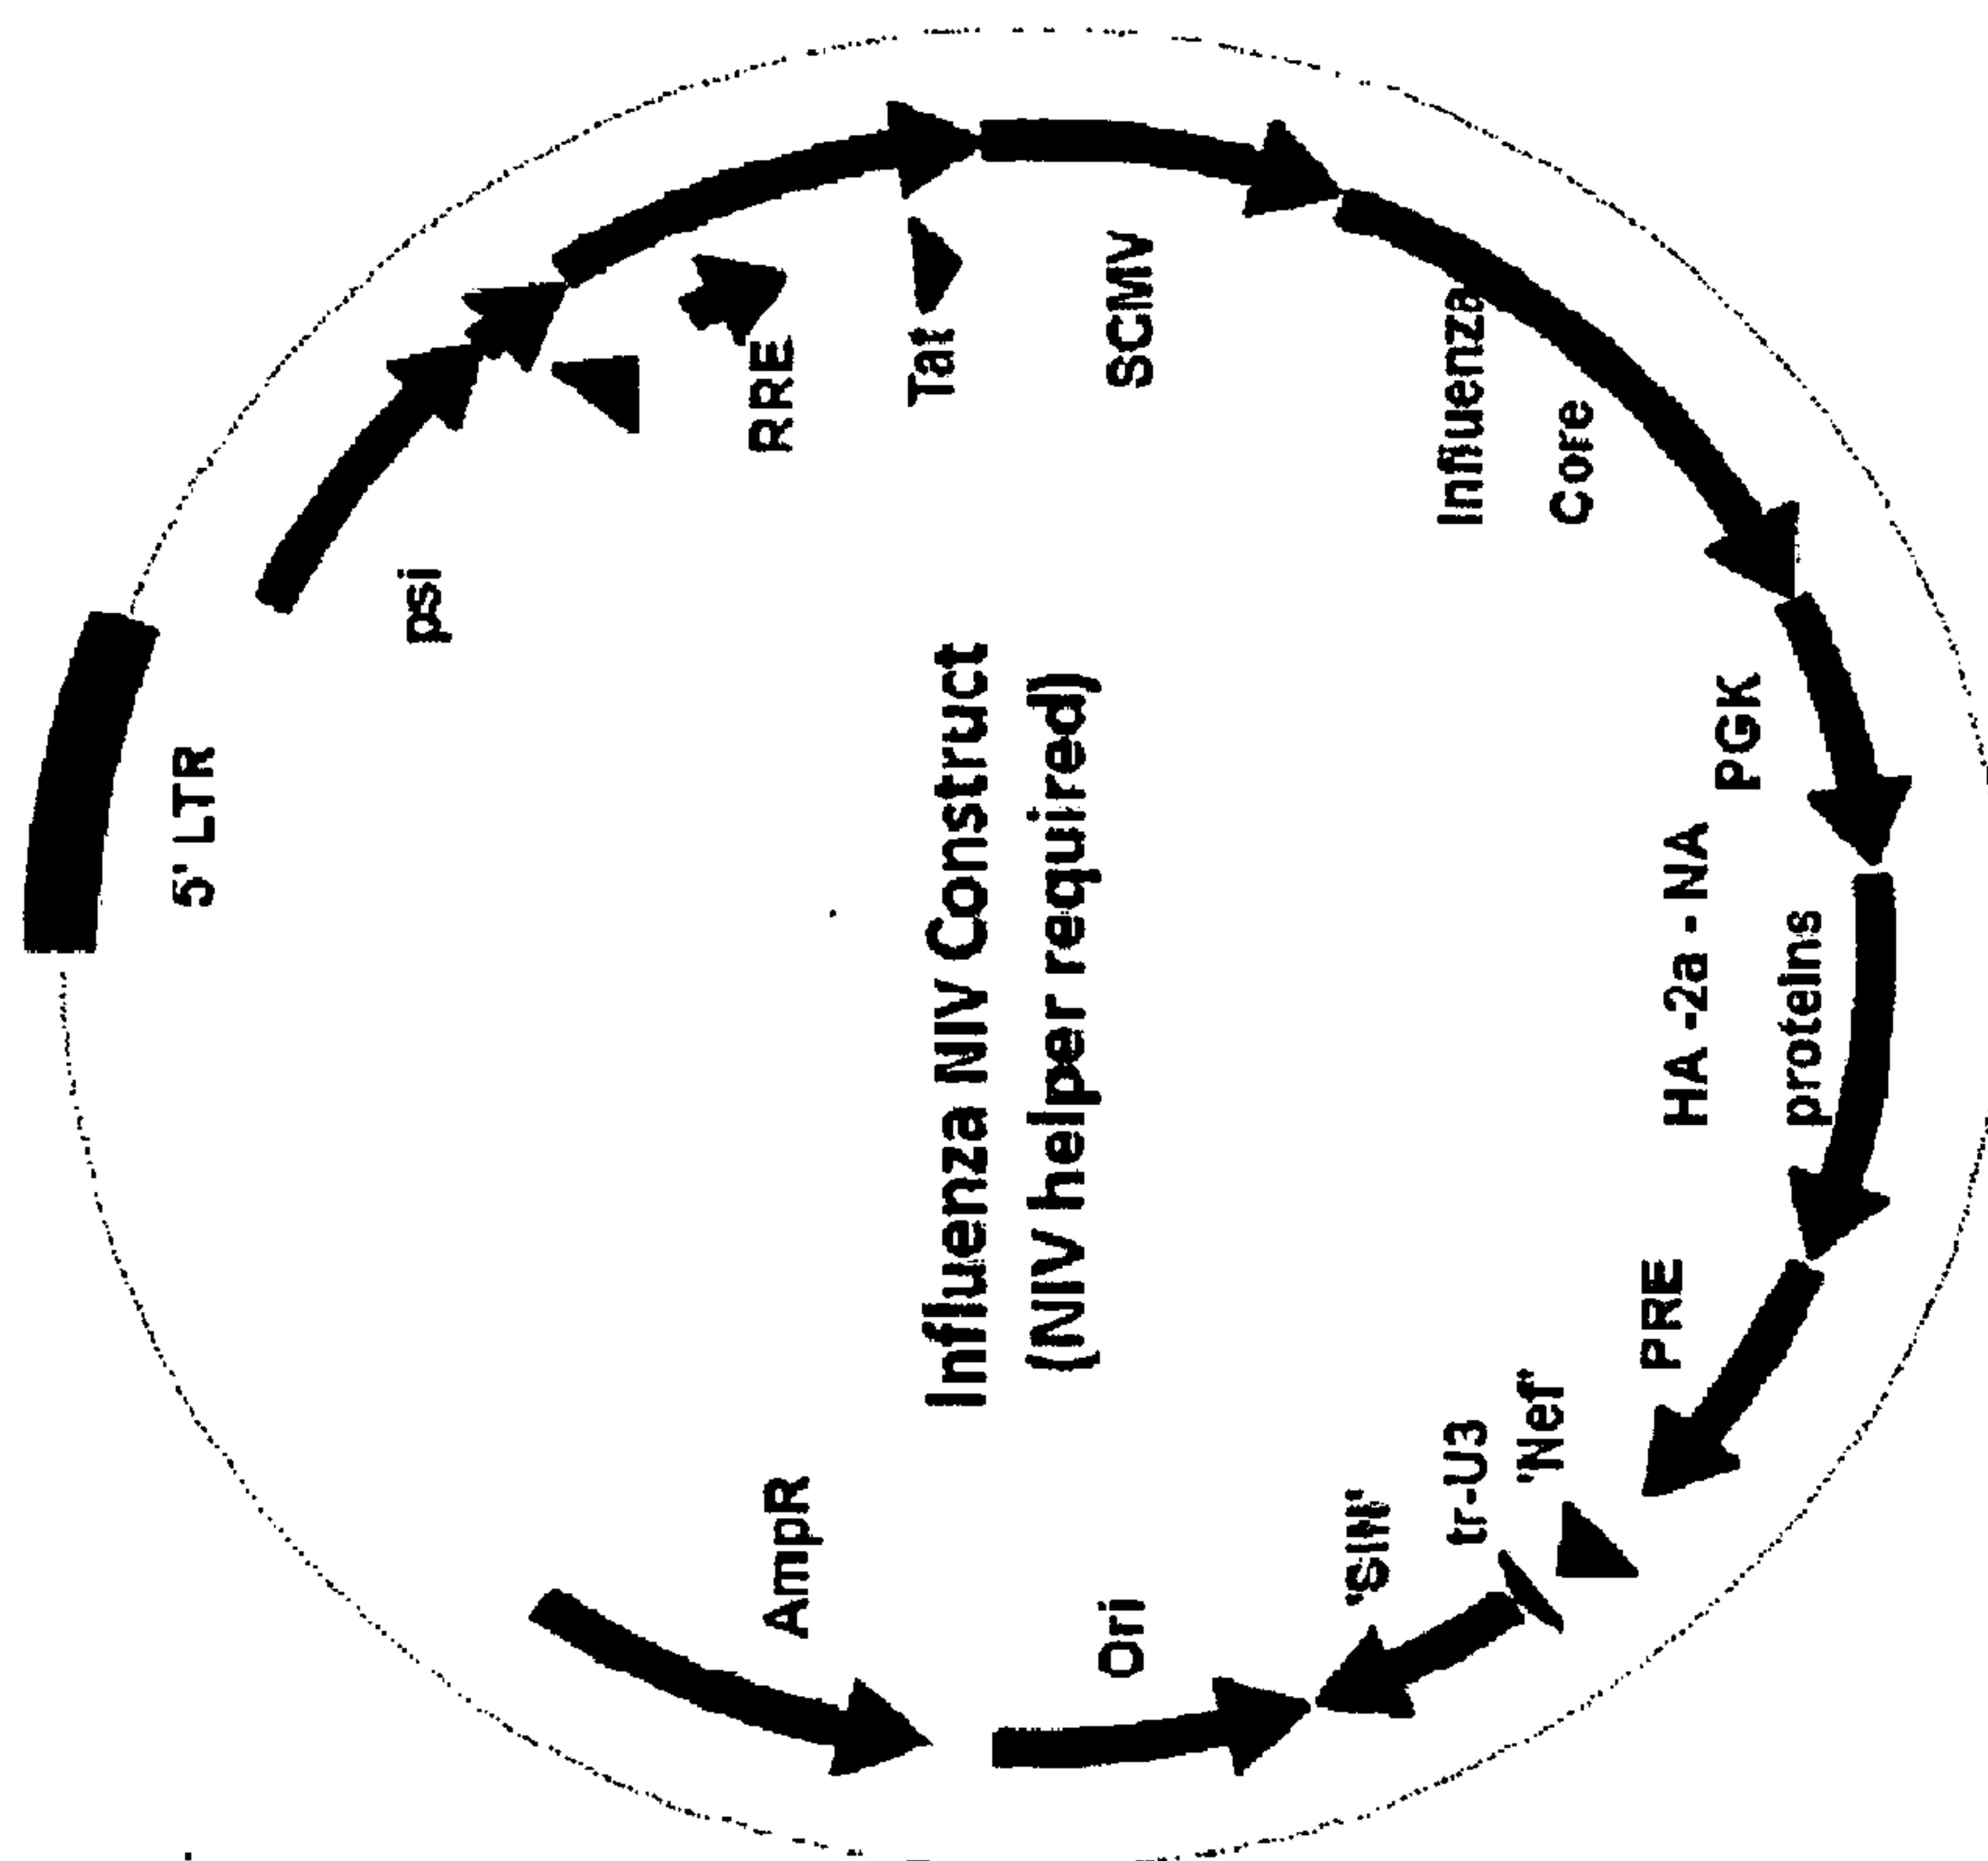 5' LTR
psi
RRE
Tat
SCMV
Influenza
Core
PGK
HA -2a - NA
proteins
PRE
'Nef'
tr-U3
'SIN'
Ori
AmpR
Influenza NIV Construct
(NIV helper required)